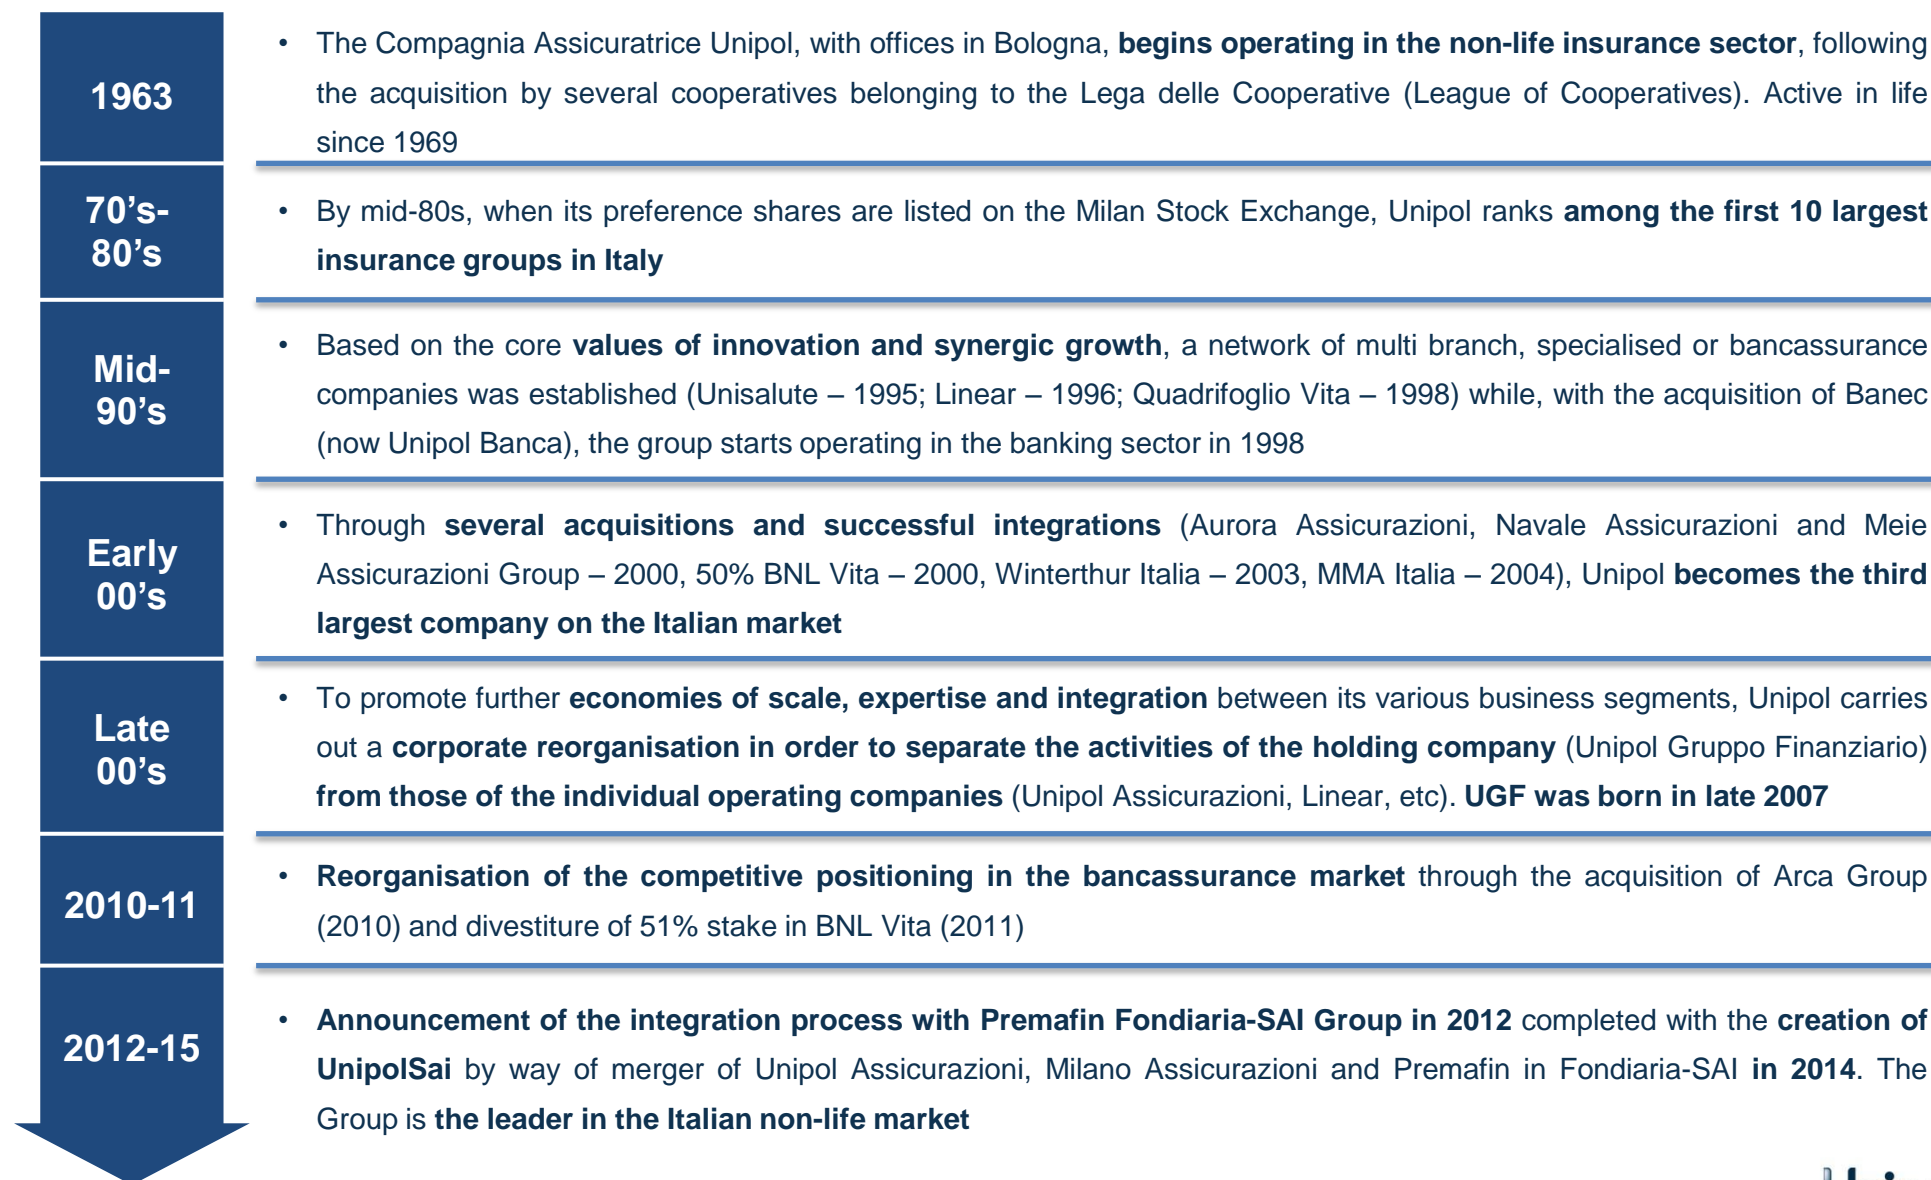 1963
• The Compagnia Assicuratrice Unipol, with offices in Bologna, begins operating in the non-life insurance sector, following
the acquisition by several cooperatives belonging to the Lega delle Cooperative (League of Cooperatives). Active in life
since 1969
70’s-
80’s
• By mid-80s, when its preference shares are listed on the Milan Stock Exchange, Unipol ranks among the first 10 largest
insurance groups in Italy
Mid-
90’s
• Based on the core values of innovation and synergic growth, a network of multi branch, specialised or bancassurance
companies was established (Unisalute – 1995; Linear – 1996; Quadrifoglio Vita – 1998) while, with the acquisition of Banec
(now Unipol Banca), the group starts operating in the banking sector in 1998
Early
00’s
• Through several acquisitions and successful integrations (Aurora Assicurazioni, Navale Assicurazioni and Meie
Assicurazioni Group – 2000, 50% BNL Vita – 2000, Winterthur Italia – 2003, MMA Italia – 2004), Unipol becomes the third
largest company on the Italian market
Late
00’s
• To promote further economies of scale, expertise and integration between its various business segments, Unipol carries
out a corporate reorganisation in order to separate the activities of the holding company (Unipol Gruppo Finanziario)
from those of the individual operating companies (Unipol Assicurazioni, Linear, etc). UGF was born in late 2007
2010-11
• Reorganisation of the competitive positioning in the bancassurance market through the acquisition of Arca Group
(2010) and divestiture of 51% stake in BNL Vita (2011)
2012-15
• Announcement of the integration process with Premafin Fondiaria-SAI Group in 2012 completed with the creation of
UnipolSai by way of merger of Unipol Assicurazioni, Milano Assicurazioni and Premafin in Fondiaria-SAI in 2014. The
Group is the leader in the Italian non-life market